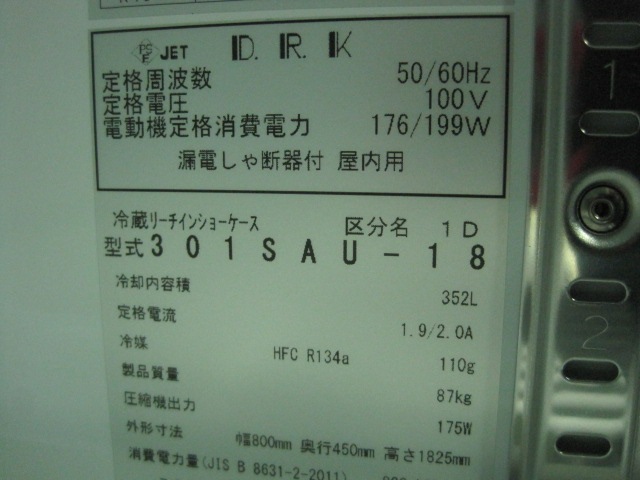 PS E JET D.R.K
定格周波数 50/60Hz
定格電圧 100V
電動機定格消費電力 176/199W
漏電しゃ断器付 屋内用
冷蔵リーチインショーケース 区分名 1D
型式 301SAU-18
冷却内容積 352L
定格電流 1.9/2.0A
冷媒 HFC R134a 110g
製品質量 87kg
圧縮機出力 175W
外形寸法 幅800mm 奥行450mm 高さ1825mm
消費電力量(JIS B 8631-2-2011)
1
2